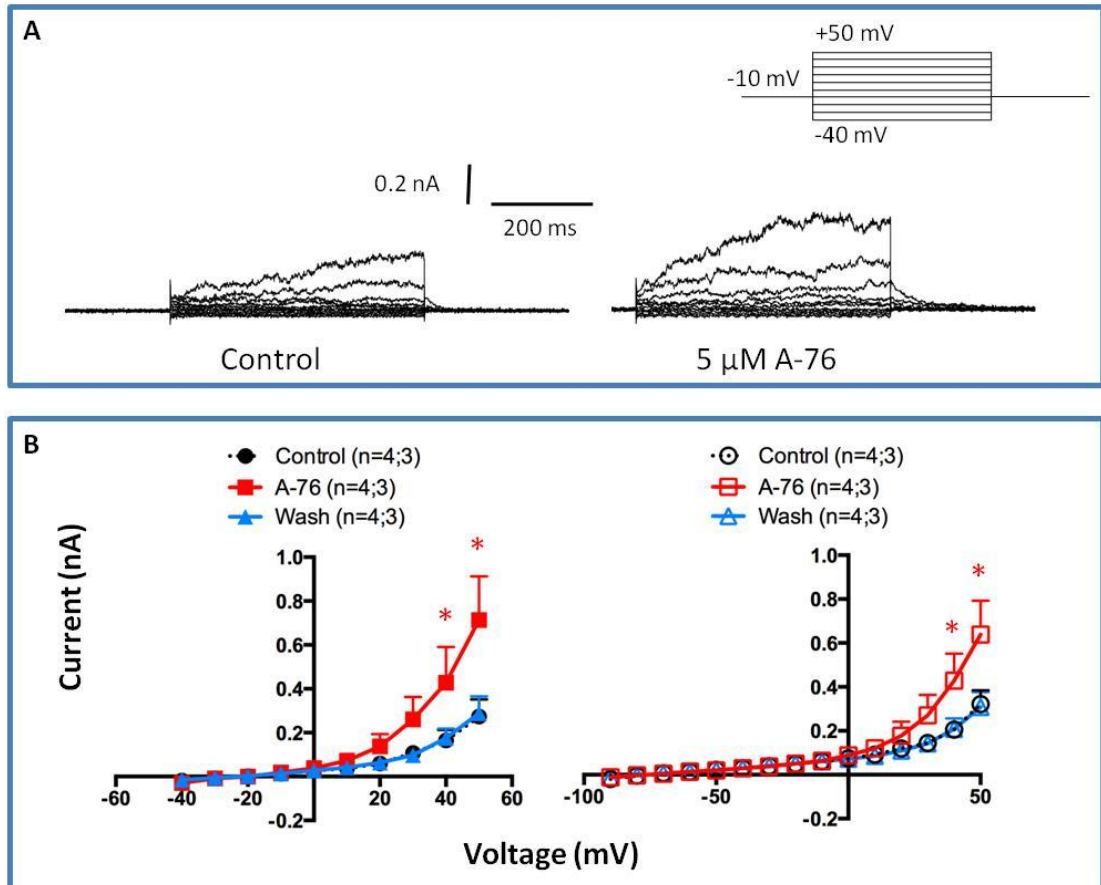 A
+50 mV
-10 mV
-40 mV
0.2 nA
200 ms
Control
5 µM A-76
B
Control (n=4;3)
A-76 (n=4;3)
Wash (n=4;3)
Control (n=4;3)
A-76 (n=4;3)
Wash (n=4;3)
Current (nA)
*
*
1.0
0.8
0.6
0.4
0.2
0.0
-0.2
-60
-40
-20
20
40
60
*
*
1.0
0.8
0.6
0.4
0.2
0.0
-0.2
-100
-50
50
Voltage (mV)